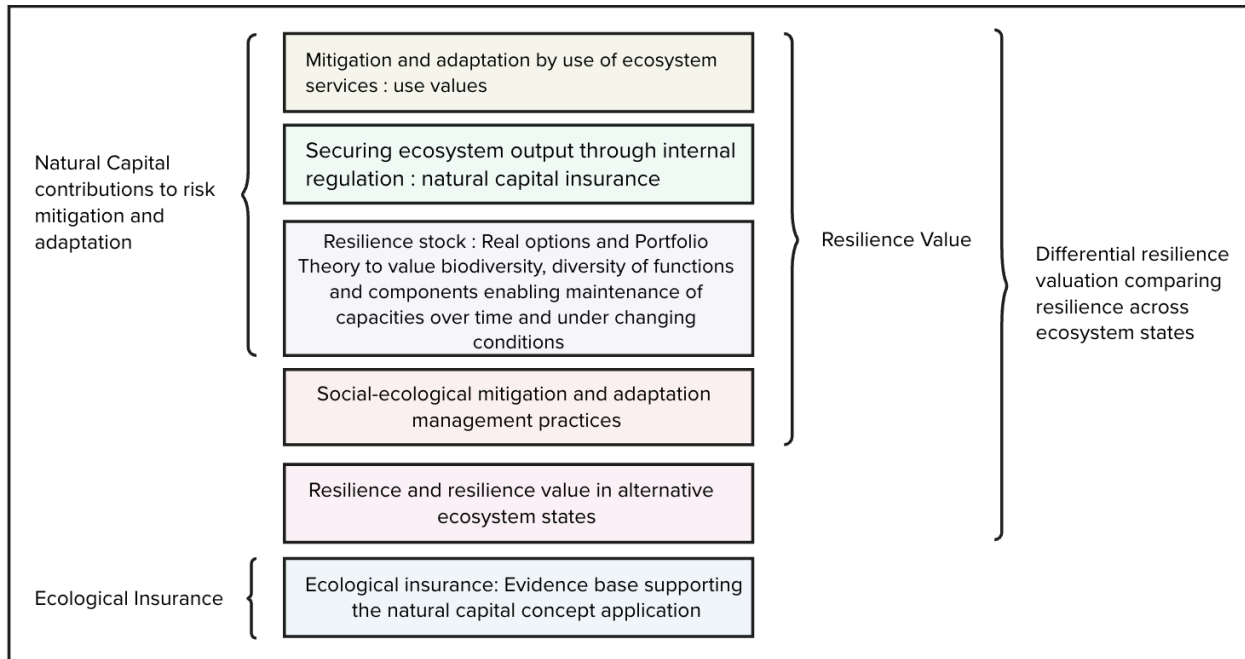 Natural Capital
contributions to risk
mitigation and
adaptation
Mitigation and adaptation by use of ecosystem
services : use values
Securing ecosystem output through internal
regulation : natural capital insurance
Resilience stock : Real options and Portfolio
Theory to value biodiversity, diversity of functions
and components enabling maintenance of
capacities over time and under changing
conditions
Social-ecological mitigation and adaptation
management practices
Resilience Value
Resilience and resilience value in alternative
ecosystem states
Differential resilience
valuation comparing
resilience across
ecosystem states
Ecological Insurance
Ecological insurance: Evidence base supporting
the natural capital concept application